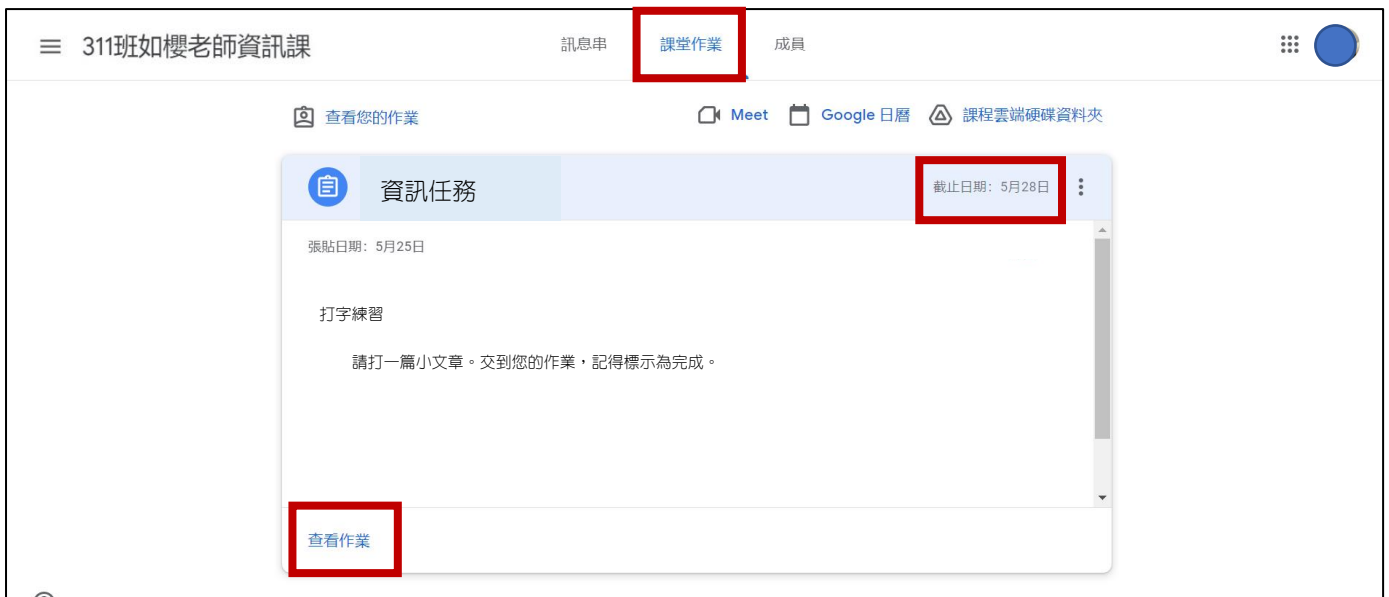 311班如櫻老師資訊課
訊息串 課堂作業 成員
查看您的作業 Meet Google 日曆 課程雲端硬碟資料夾
資訊任務 截止日期：5月28日
張貼日期：5月25日
打字練習
請打一篇小文章。交到您的作業，記得標示為完成。
查看作業